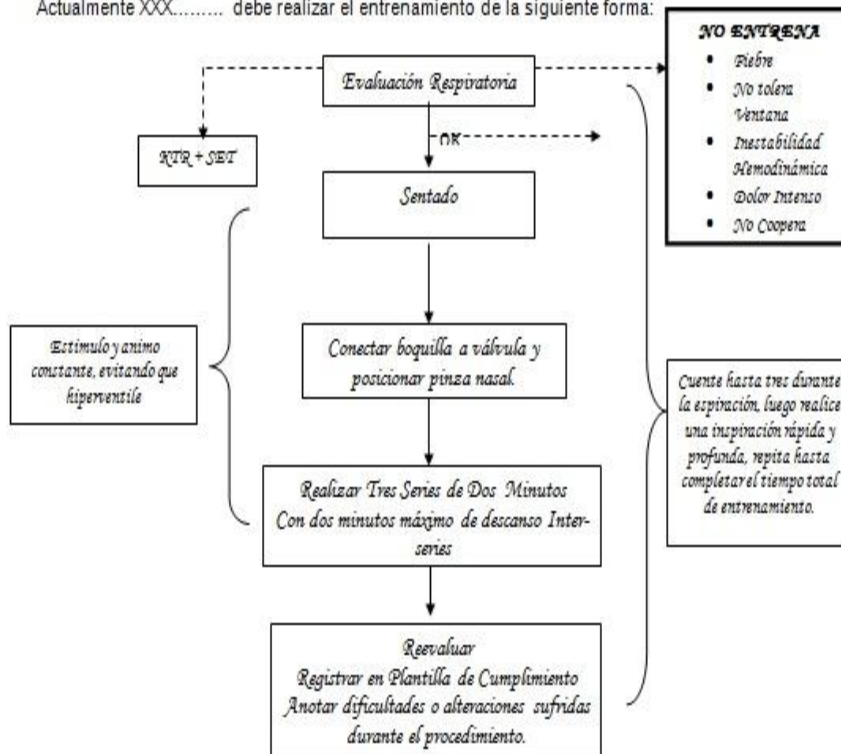 Actualmente XXX......... debe realizar el entrenamiento de la siguiente forma:
NO ENTRENA
• Fiebre
• No tolera
Ventana
• Inestabilidad
Hemodinámica
• Dolor Intenso
• No Coopera
Evaluación Respiratoria
OK
KTR + SET
Sentado
Estimulo y animo
constante, evitando que
hiperventile
Conectar boquilla a válvula y
posicionar pinza nasal.
Cuente hasta tres durante
la espiración, luego realice
una inspiración rápida y
profunda, repita hasta
completar el tiempo total
de entrenamiento.
Realizar Tres Series de Dos Minutos
Con dos minutos máximo de descanso Inter-
series
Reevaluar
Registrar en Plantilla de Cumplimiento
Anotar dificultades o alteraciones sufridas
durante el procedimiento.